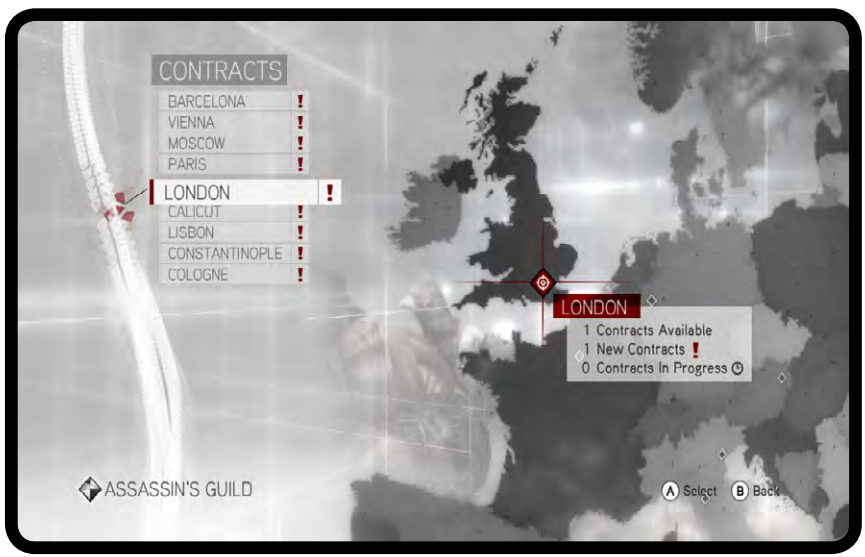 CONTRACTS
BARCELONA !
VIENNA !
MOSCOW !
PARIS !
LONDON !
CALICUT !
LISBON !
CONSTANTINOPLE !
COLOGNE !
LONDON
1 Contracts Available
1 New Contracts !
0 Contracts In Progress
ASSASSIN'S GUILD
A Select B Back